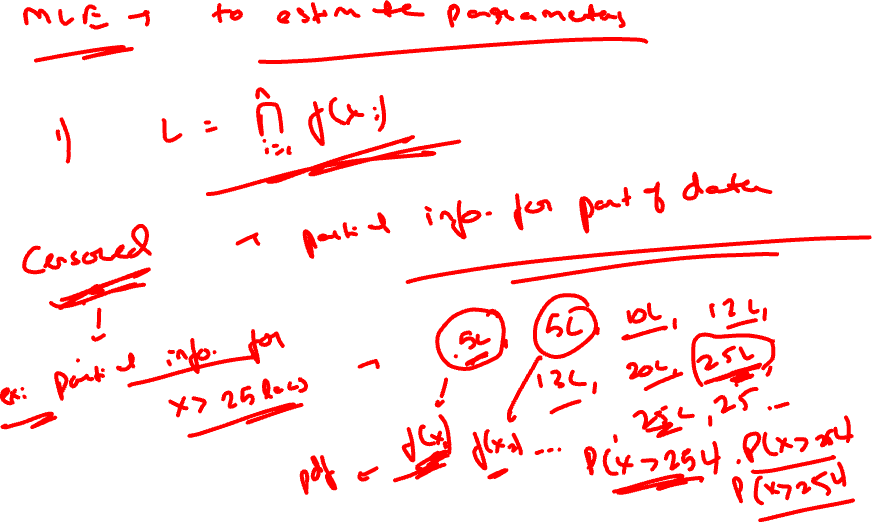 MLE → to estimate parameters
1) L = n ∏ i=1 f(xi)
Censored → partial info. for part of data
ex: partial info. for x > 25 lacs → 5L 5L 10L, 12L,
12L, 20L, 25L,
25L, 25 ...
pdf ← f(x) f(x2) ... P(x > 25L) . P(x > 25L)
P(x > 25L)